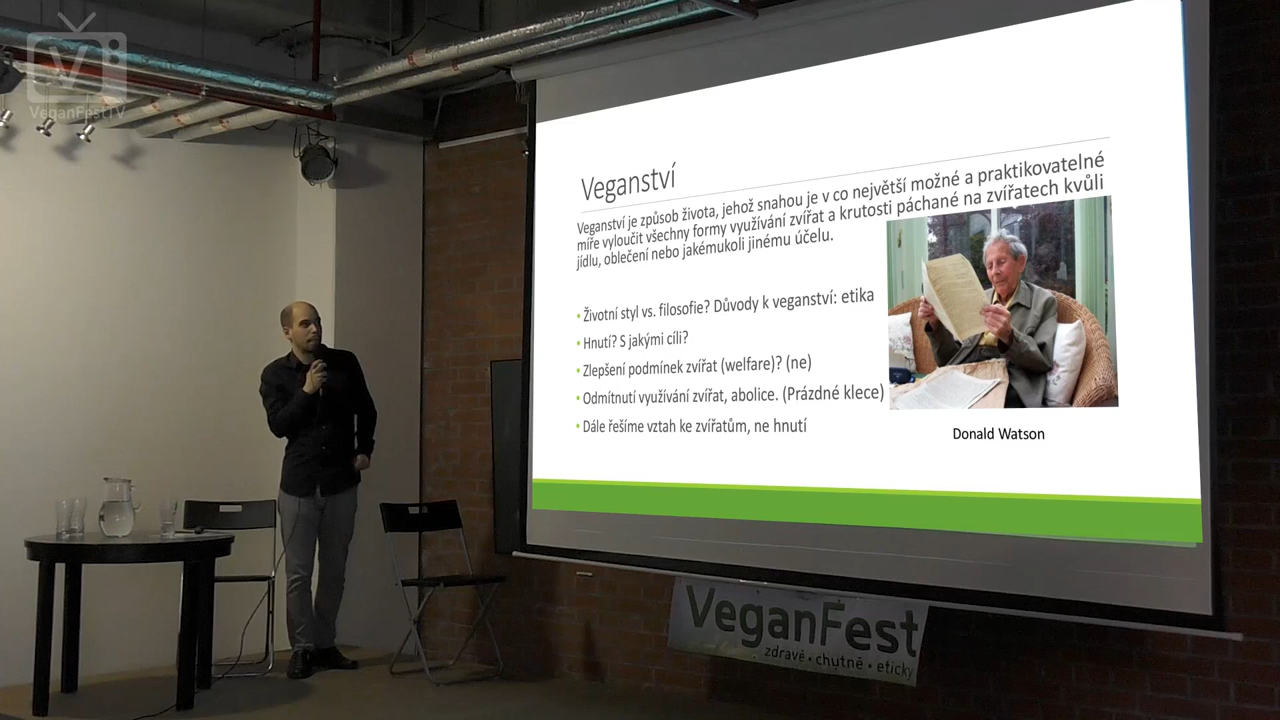 VeganFestTV
Veganství
Veganství je způsob života, jehož snahou je v co největší možné a praktikovatelné
míře vyloučit všechny formy využívání zvířat a krutosti páchané na zvířatech kvůli
jídlu, oblečení nebo jakémukoli jinému účelu.
• Životní styl vs. filosofie? Důvody k veganství: etika
• Hnutí? S jakými cíli?
• Zlepšení podmínek zvířat (welfare)? (ne)
• Odmítnutí využívání zvířat, abolice. (Prázdné klece)
• Dále řešíme vztah ke zvířatům, ne hnutí
Donald Watson
VeganFest
zdravě • chutně • eticky